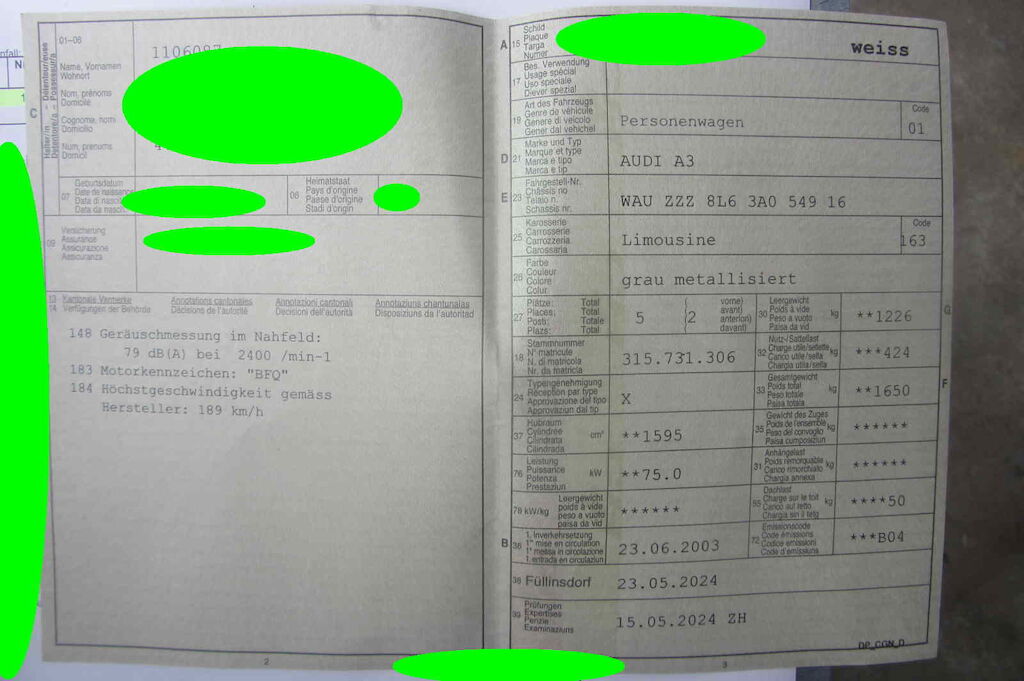 01-06
C
Halter/in - Détenteur/euse
Detentore/a - Possessur/a
Name, Vornamen
Wohnort
Nom, prénoms
Domicile
Cognome, nomi
Domicilio
Num, prenums
Domicil
07
Geburtsdatum
Date de naissance
Data di nascita
Data da nasch.
06
Heimatstaat
Pays d'origine
Paese d'origine
Stadi d'origin
09
Versicherung
Assurance
Assicurazione
Assicuranza
13 Kantonale Vermerke
14 Verfügungen der Behörde
Annotations cantonales
Décisions de l'autorité
Annotazioni cantonali
Decisioni dell'autorità
Annotaziuns chantunalas
Disposiziuns da l'autoritad
148 Geräuschmessung im Nahfeld:
79 dB(A) bei 2400 /min-1
183 Motorkennzeichen: "BFQ"
184 Höchstgeschwindigkeit gemäss
Hersteller: 189 km/h
2
A 15
Schild
Plaque
Targa
Numer
weiss
17
Bes. Verwendung
Usage spécial
Uso speciale
Diever spezial
19
Art des Fahrzeugs
Genre de véhicule
Genere di veicolo
Gener dal vehichel
Personenwagen
Code
01
D 21
Marke und Typ
Marque et type
Marca e tipo
Marca e tip
AUDI A3
E 23
Fahrgestell-Nr.
Châssis no
Telaio n.
Schassis nr.
WAU ZZZ 8L6 3A0 549 16
25
Karosserie
Carrosserie
Carrozzeria
Carossaria
Limousine
Code
163
26
Farbe
Couleur
Colore
Colur
grau metallisiert
27
Plätze: Total
Places: Total
Posti: Totale
Plazs: Total
5
( vorne)
( avant)
(2 anteriori)
( davant)
30
Leergewicht
Poids à vide
Peso a vuoto
Paisa da vid
kg
**1226
G
18
Stammnummer
N° matricule
N. di matricola
Nr. da matricla
315.731.306
32
Nutz-/Sattellast
Charge utile/sellette
Carico utile/sella
Chargia utila/sella
kg
***424
24
Typengenehmigung
Réception par type
Approvazione del tipo
Approvaziun dal tip
X
33
Gesamtgewicht
Poids total
Peso totale
Paisa totala
kg
**1650
F
37
Hubraum
Cylindrée
Cilindrata
Cilindrada
cm³
**1595
35
Gewicht des Zuges
Poids de l'ensemble
Peso del convoglio
Paisa cumposiziun
kg
******
76
Leistung
Puissance
Potenza
Prestaziun
kW
**75.0
31
Anhängelast
Poids remorquable
Carico rimorchiato
Chargia annexa
kg
******
78 kW/kg
Leergewicht
poids à vide
peso a vuoto
paisa da vid
******
55
Dachlast
Charge sur le toit
Carico sul tetto
Chargia sin il tetg
kg
****50
B 36
1. Inverkehrsetzung
1re mise en circulation
1a messa in circolazione
1. entrada en circulaziun
23.06.2003
72
Emissionscode
Code émissions
Codice emissioni
Code d'emissiuns
***B04
38 Füllinsdorf 23.05.2024
39
Prüfungen
Expertises
Perizie
Examinaziuns
15.05.2024 ZH
DP_CGN_D
3